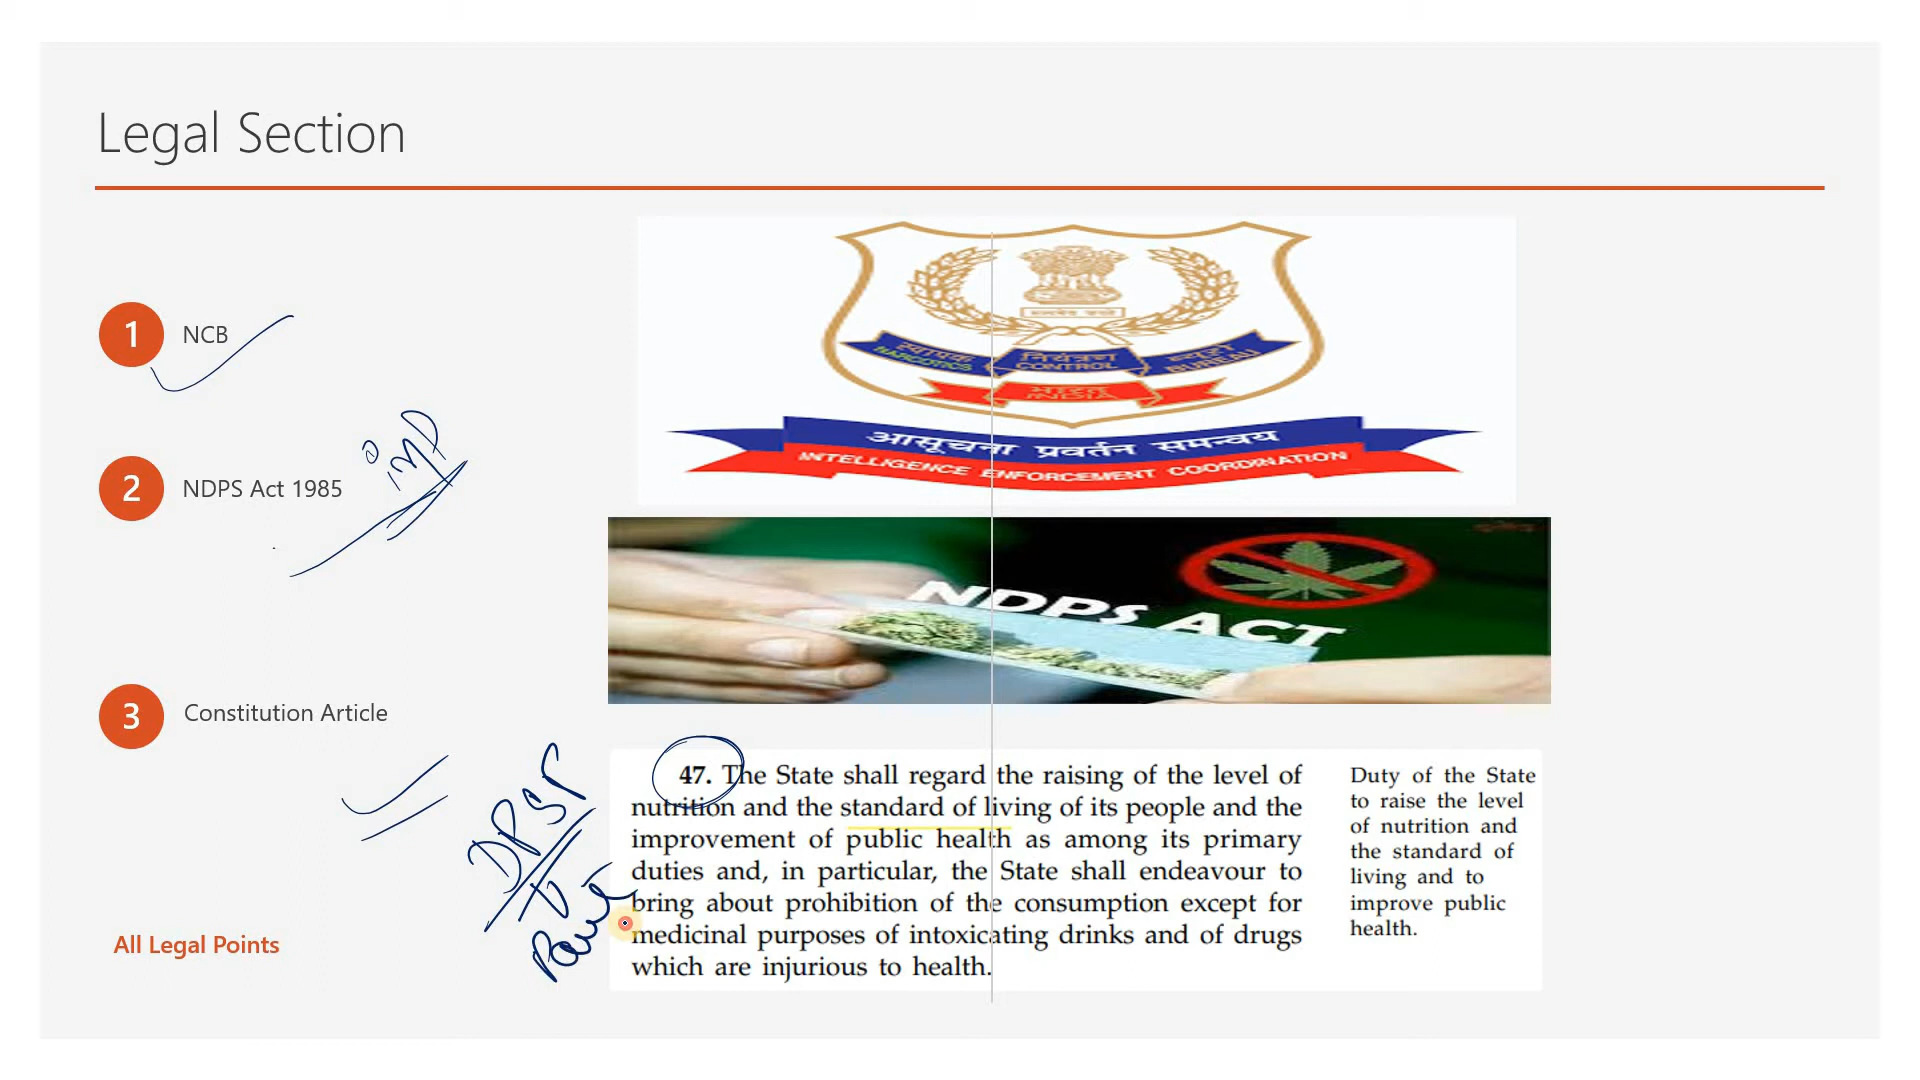 Legal Section
1 NCB
2 NDPS Act 1985
imp
3 Constitution Article
DPSP
All Legal Points
स्वापक नियंत्रण ब्यूरो
NARCOTICS CONTROL BUREAU
भारत
INDIA
आसूचना प्रवर्तन समन्वय
INTELLIGENCE ENFORCEMENT COORDINATION
NDPS ACT
47. The State shall regard the raising of the level of
nutrition and the standard of living of its people and the
improvement of public health as among its primary
duties and, in particular, the State shall endeavour to
bring about prohibition of the consumption except for
medicinal purposes of intoxicating drinks and of drugs
which are injurious to health.
Duty of the State
to raise the level
of nutrition and
the standard of
living and to
improve public
health.